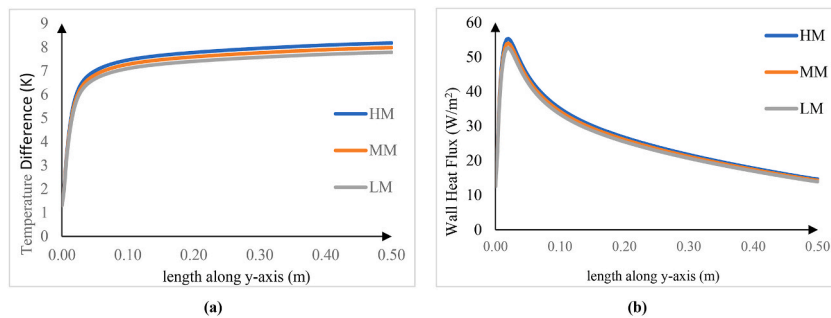 9
8
7
6
5
4
3
2
1
0
Temperature Difference (K)
HM
MM
LM
0.00 0.10 0.20 0.30 0.40 0.50
length along y-axis (m)
(a)
60
50
40
30
20
10
0
Wall Heat Flux (W/m²)
HM
MM
LM
0.00 0.10 0.20 0.30 0.40 0.50
length along y-axis (m)
(b)